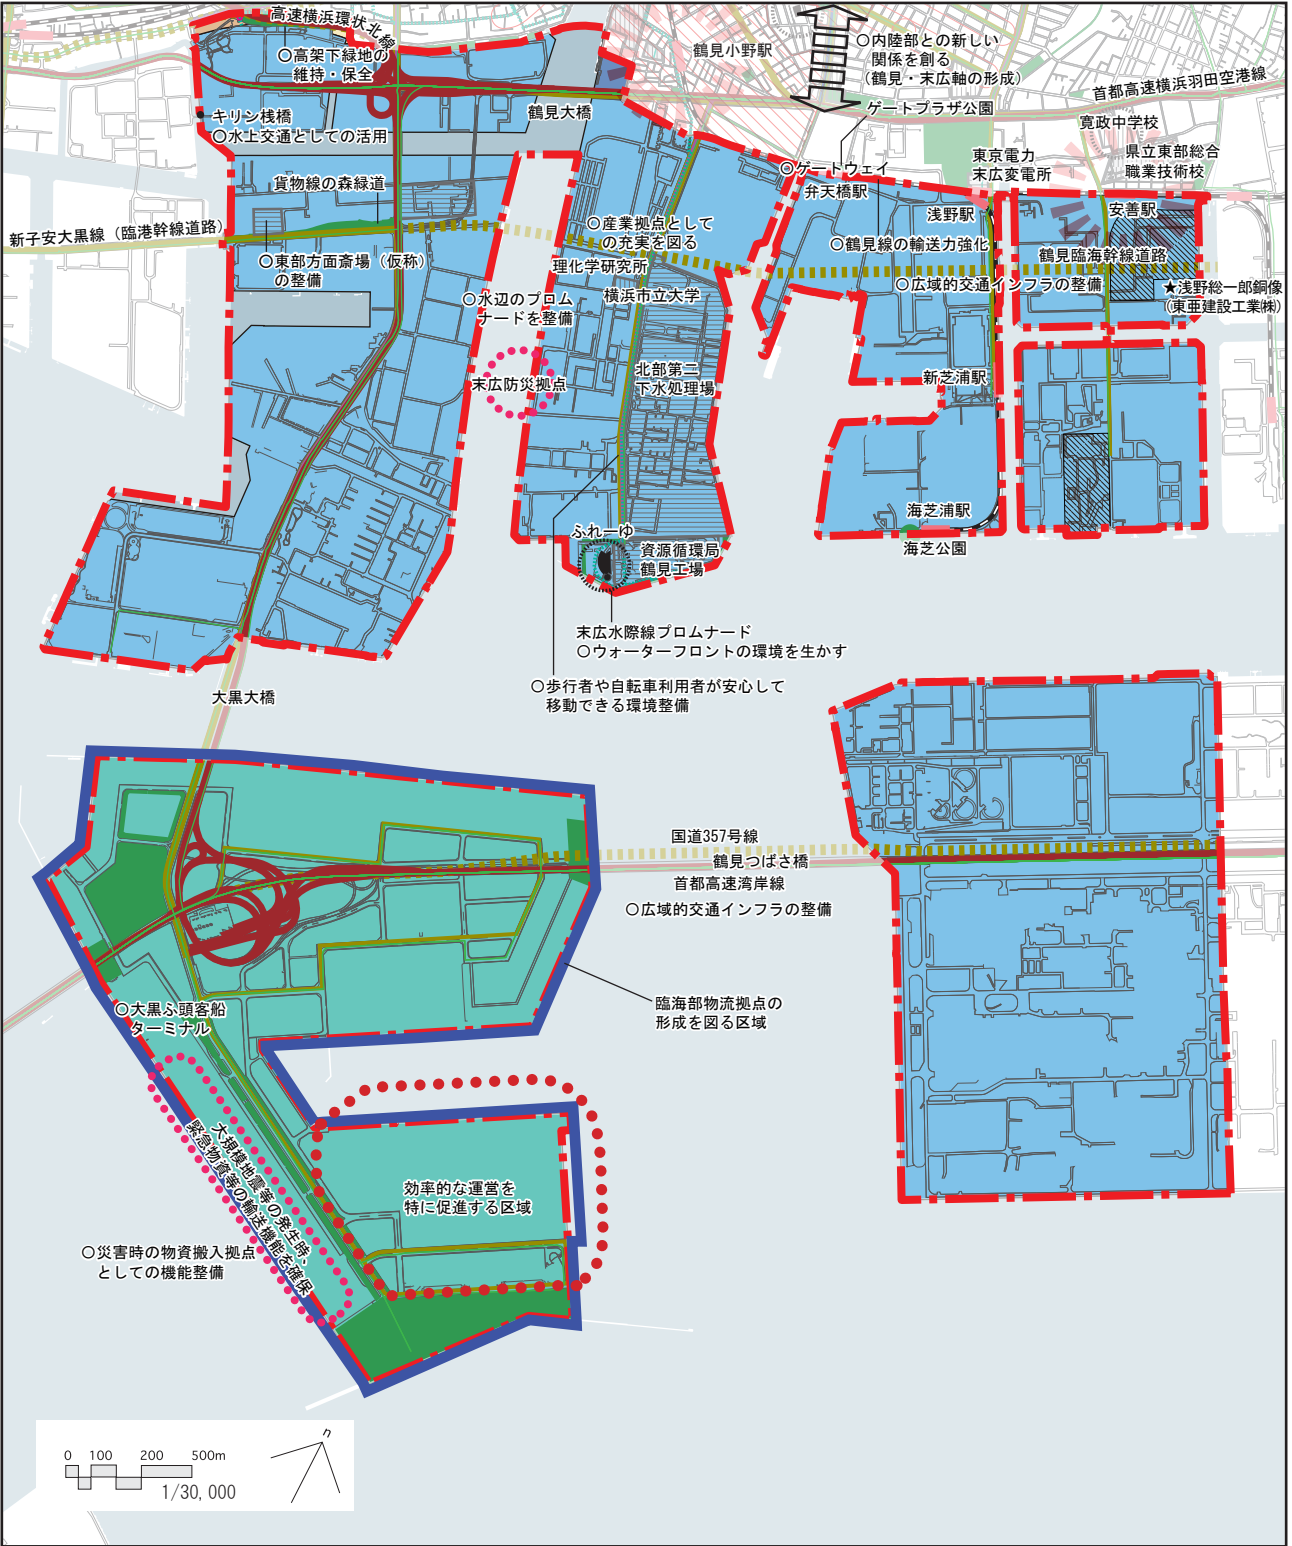 高速横浜環状北線
○高架下緑地の
維持・保全
鶴見小野駅
○内陸部との新しい
関係を創る
（鶴見・末広軸の形成）
首都高速横浜羽田空港線
キリン桟橋
○水上交通としての活用
鶴見大橋
ゲートプラザ公園
寛政中学校
東京電力
末広変電所
県立東部総合
職業技術校
貨物線の森緑道
○ゲートウェイ
弁天橋駅
浅野駅
安善駅
新子安大黒線（臨港幹線道路）
○産業拠点として
の充実を図る
○鶴見線の輸送力強化
鶴見臨海幹線道路
○東部方面斎場（仮称）
の整備
理化学研究所
○広域的交通インフラの整備
★浅野総一郎銅像
（東亜建設工業㈱）
○水辺のプロム
ナードを整備
横浜市立大学
末広防災拠点
北部第二
下水処理場
新芝浦駅
海芝浦駅
海芝公園
ふれーゆ
資源循環局
鶴見工場
末広水際線プロムナード
○ウォーターフロントの環境を生かす
○歩行者や自転車利用者が安心して
移動できる環境整備
大黒大橋
国道357号線
鶴見つばさ橋
首都高速湾岸線
○広域的交通インフラの整備
臨海部物流拠点の
形成を図る区域
○大黒ふ頭客船
ターミナル
大規模地震等の発生時、
緊急物資等の輸送機能を確保
効率的な運営を
特に促進する区域
○災害時の物資搬入拠点
としての機能整備
0 100 200 500m
1/30,000
n